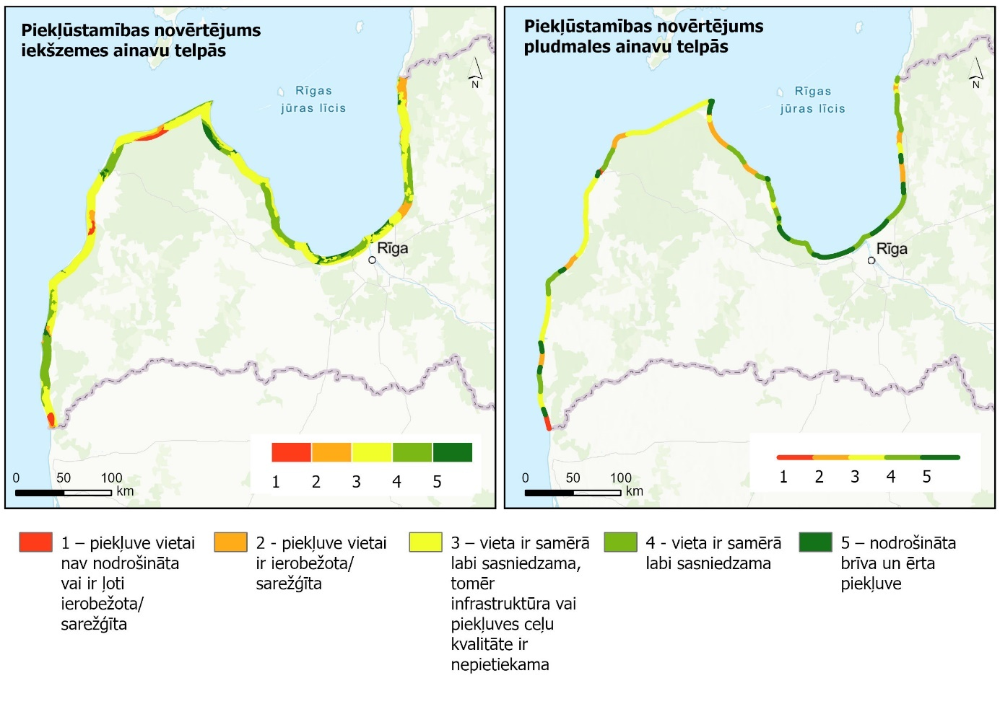 Piekļūstamības novērtējums
iekšzemes ainavu telpās
N
Rīgas
jūras līcis
Rīga
1 2 3 4 5
0 50 100
km
Piekļūstamības novērtējums
pludmales ainavu telpās
N
Rīgas
jūras līcis
Rīga
1 2 3 4 5
0 50 100
km
1 – piekļuve vietai
nav nodrošināta
vai ir ļoti
ierobežota/
sarežģīta
2 - piekļuve vietai
ir ierobežota/
sarežģīta
3 – vieta ir samērā
labi sasniedzama,
tomēr
infrastruktūra vai
piekļuves ceļu
kvalitāte ir
nepietiekama
4 - vieta ir samērā
labi sasniedzama
5 – nodrošināta
brīva un ērta
piekļuve